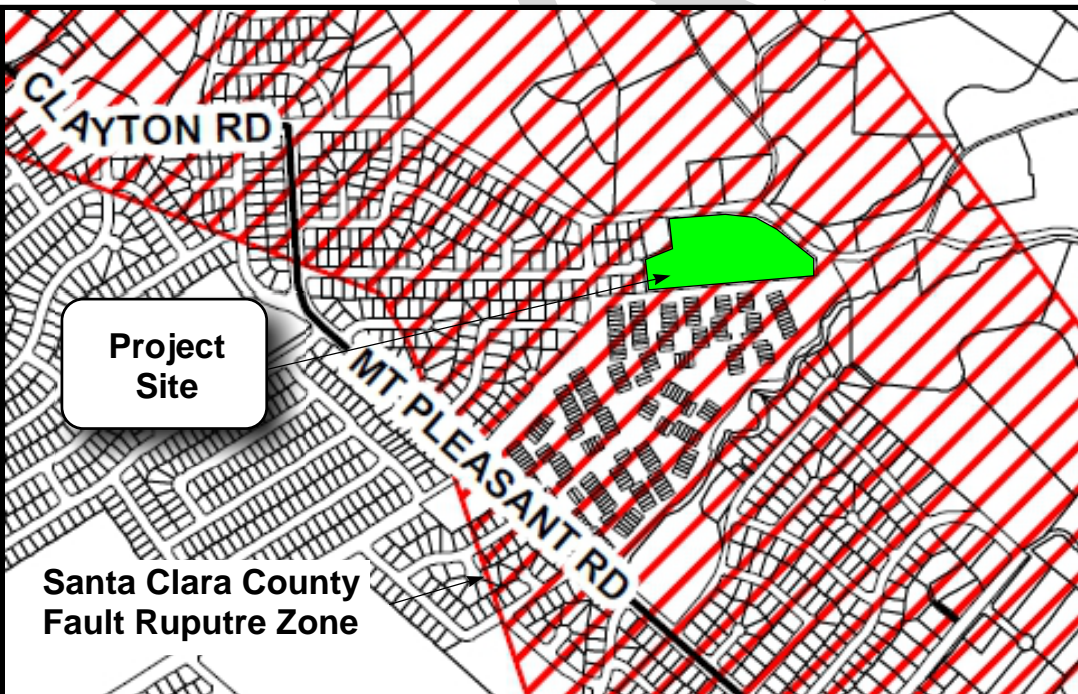 CLAYTON RD
Project
Site
MT PLEASANT RD
Santa Clara County
Fault Ruputre Zone